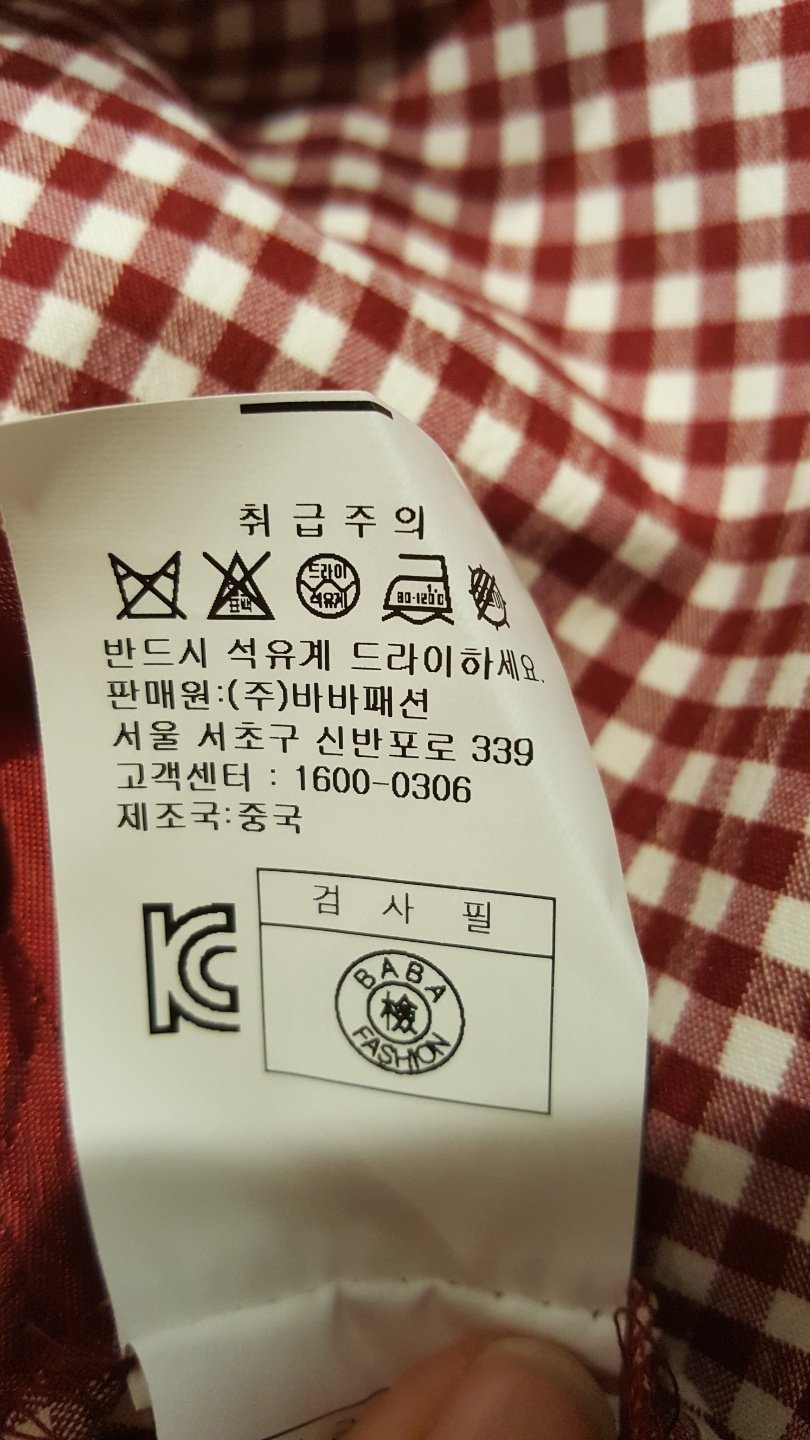 취급주의
표백
드라이
석유계
80-120°C
반드시 석유계 드라이하세요.
판매원:(주)바바패션
서울 서초구 신반포로 339
고객센터 : 1600-0306
제조국:중국
KC
검 사 필
BABA
檢
FASHION